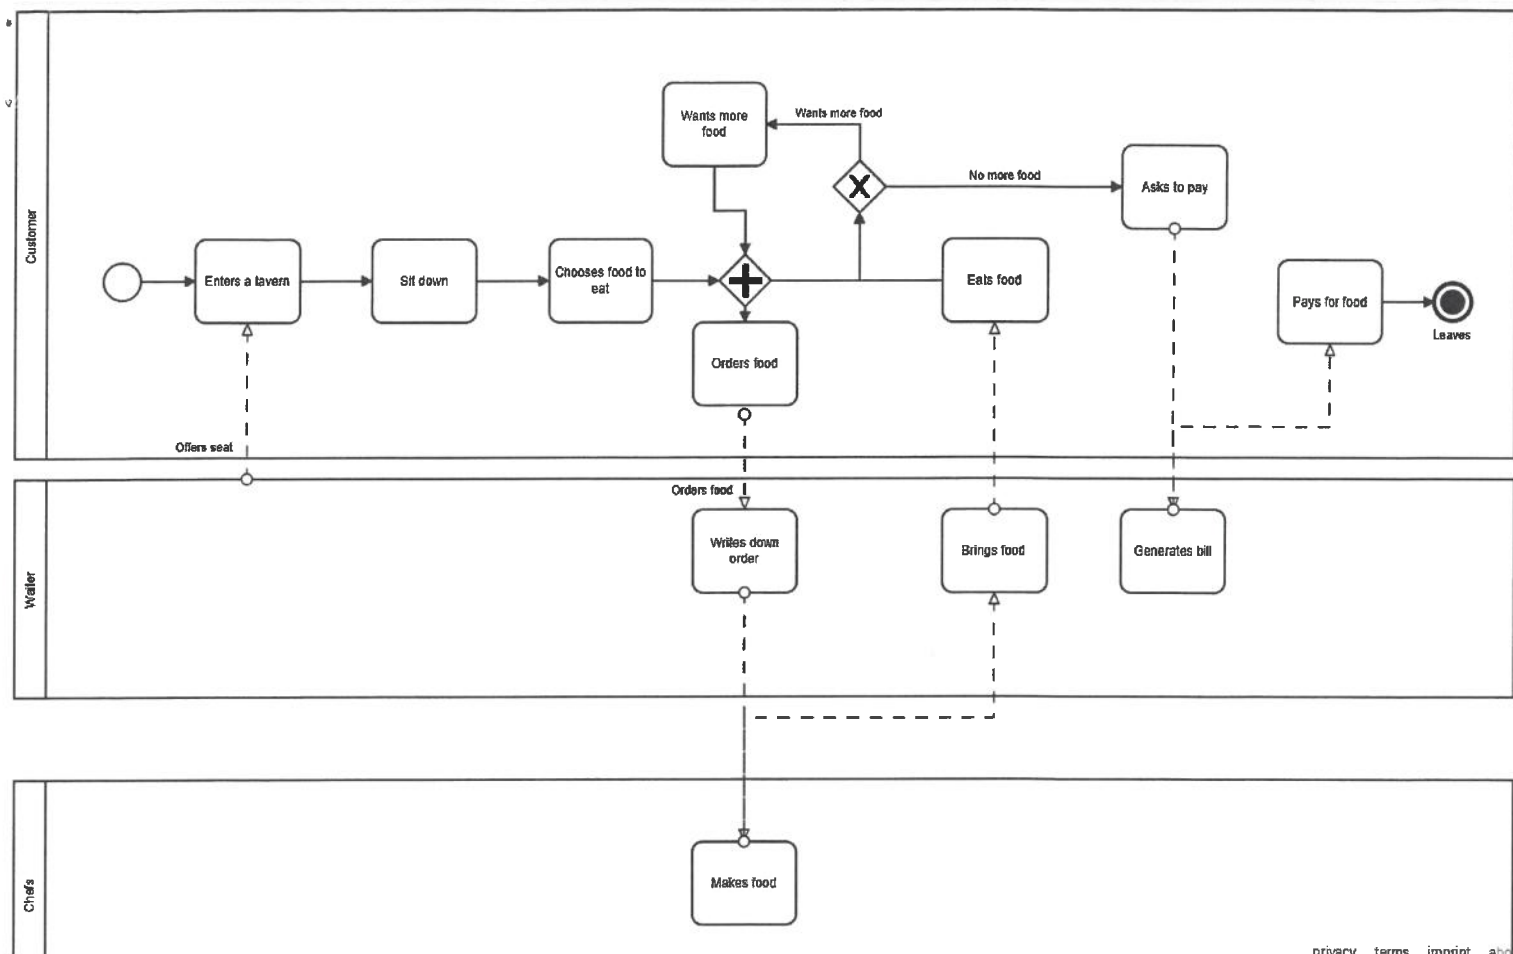 Customer
Wants more
food
Wants more food
No more food
Asks to pay
Enters a tavern
Sit down
Chooses food to
eat
Eats food
Pays for food
Leaves
Orders food
Offers seat
Waiter
Orders food
Writes down
order
Brings food
Generates bill
Chefs
Makes food
privacy terms imprint